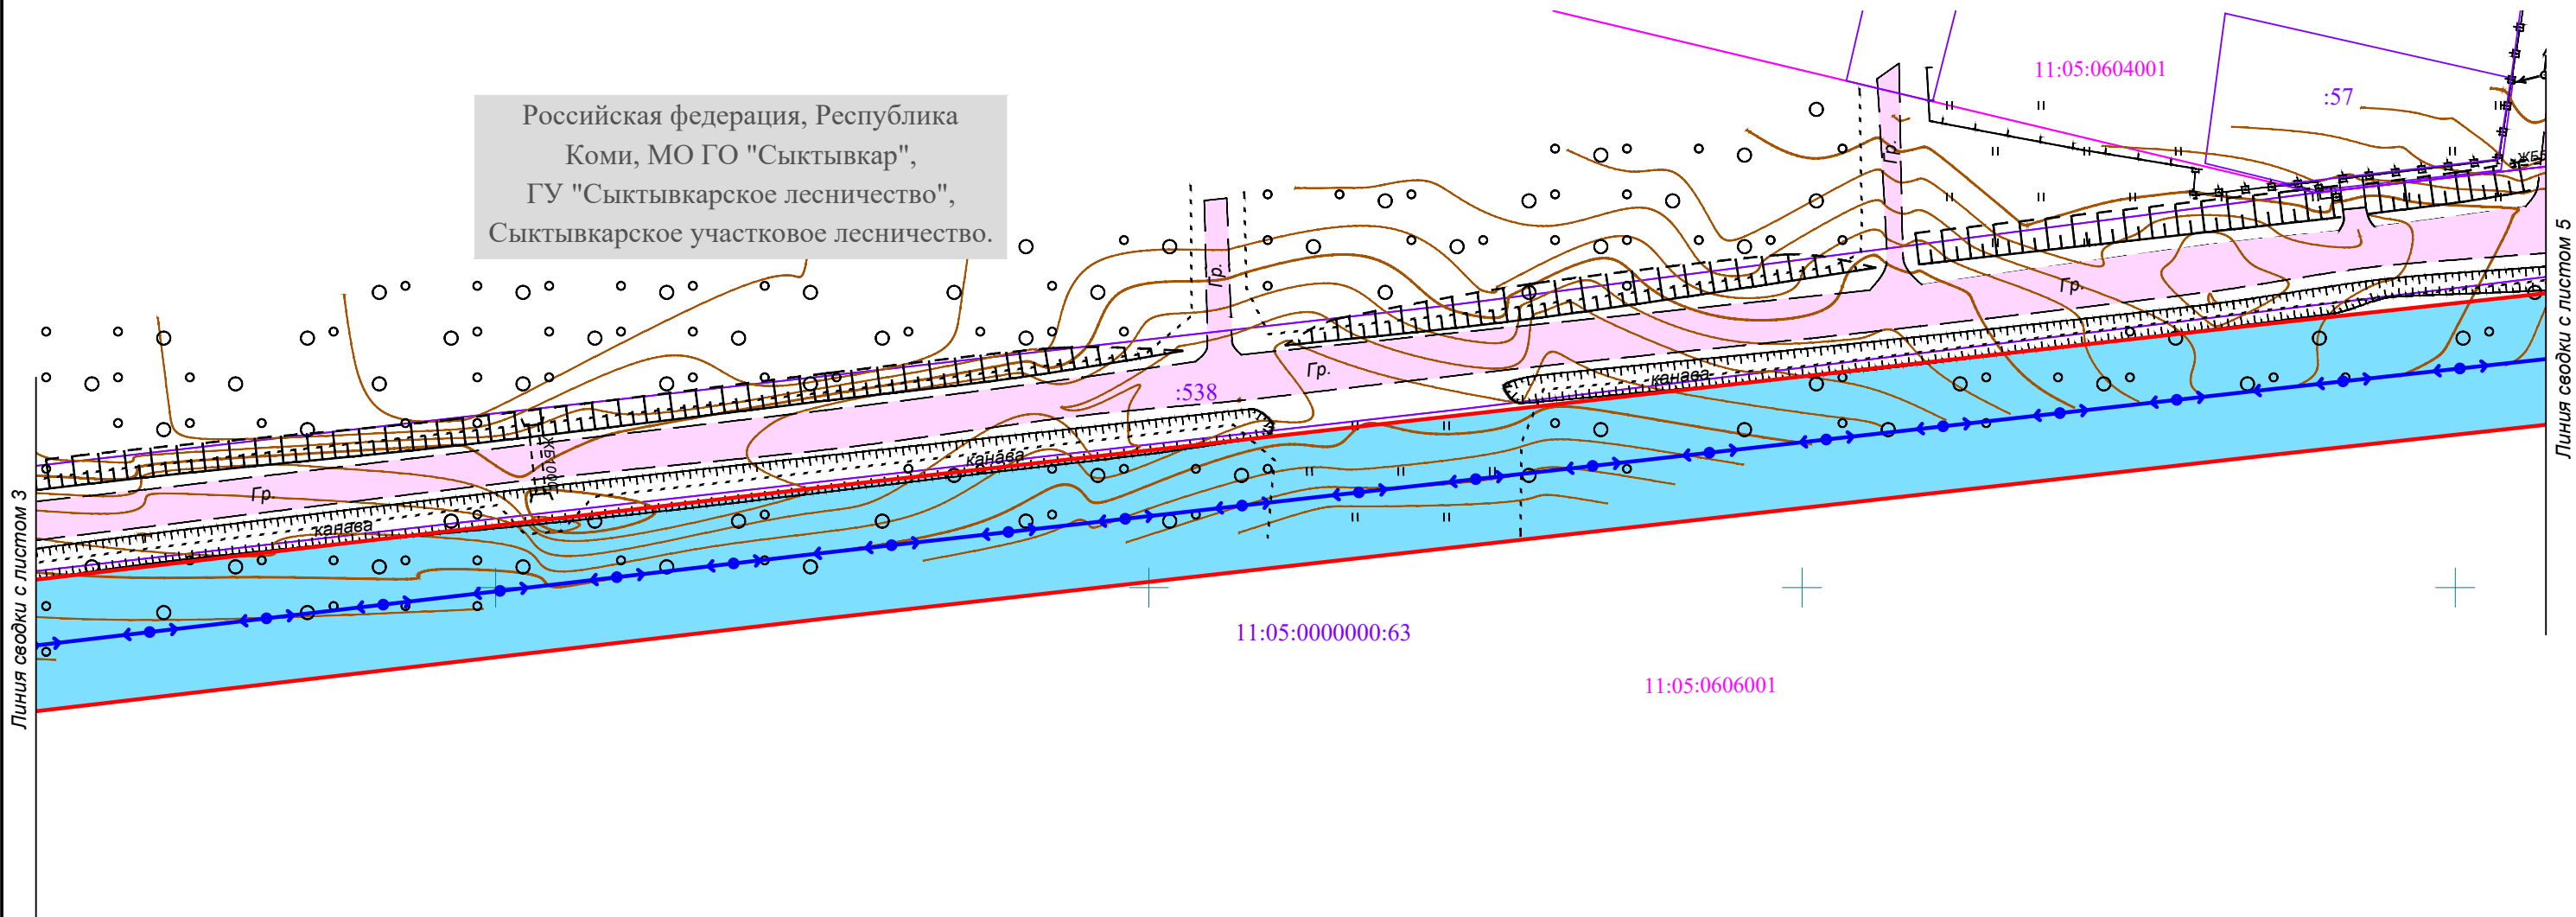 11:05:0604001
:57
Российская федерация, Республика
Коми, МО ГО "Сыктывкар",
ГУ "Сыктывкарское лесничество",
Сыктывкарское участковое лесничество.
Гр.
Гр.
Гр.
Гр.
:538
канава
канава
Гр.
канава
Линия сводки с листом 3
Линия сводки с листом 5
11:05:0000000:63
11:05:0606001